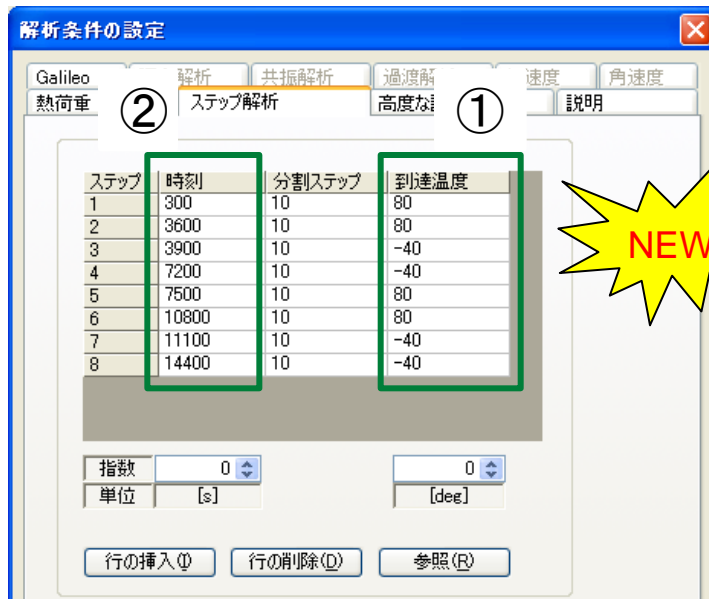 解析条件の設定
Galileo 解析 共振解析 過渡解 速度 角速度
熱荷重 ② ステップ解析 高度な ① 説明
ステップ 時刻 分割ステップ 到達温度
1 300 10 80
2 3600 10 80
3 3900 10 -40
4 7200 10 -40
5 7500 10 80
6 10800 10 80
7 11100 10 -40
8 14400 10 -40
NEW
指数 0 0
単位 [s] [deg]
行の挿入(I) 行の削除(D) 参照(R)